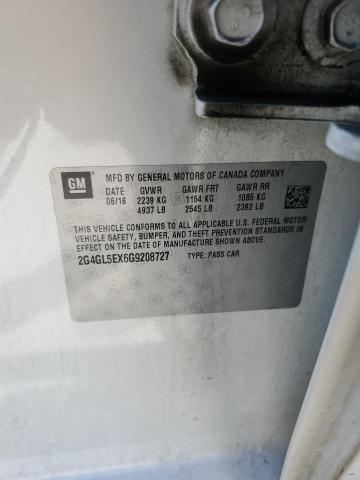 GM
MFD BY GENERAL MOTORS OF CANADA COMPANY
DATE GVWR GAWR FRT GAWR RR
06/16 2239 KG 1154 KG 1085 KG
4937 LB 2545 LB 2392 LB
THIS VEHICLE CONFORMS TO ALL APPLICABLE U.S. FEDERAL MOTOR
VEHICLE SAFETY, BUMPER, AND THEFT PREVENTION STANDARDS IN
EFFECT ON THE DATE OF MANUFACTURE SHOWN ABOVE.
2G4GL5EX6G9208727 TYPE: PASS CAR